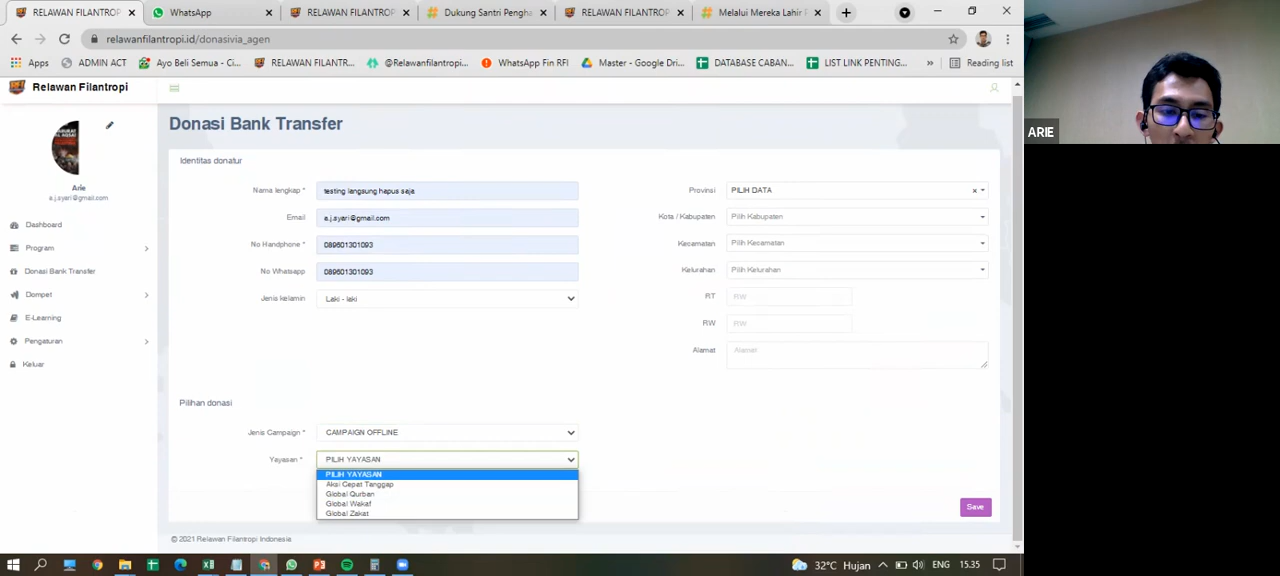 RELAWAN FILANTROP
WhatsApp
RELAWAN FILANTROP
Dukung Santri Pengha
RELAWAN FILANTROP
Melalui Mereka Lahir
relawanfilantropi.id/donasivia_agen
Apps
ADMIN ACT
Ayo Beli Semua - Ci...
RELAWAN FILANTR...
@Relawanfilantropi...
WhatsApp Fin RFI
Master - Google Dri...
DATABASE CABAN...
LIST LINK PENTING...
Reading list
Relawan Filantropi
Arie
a.j.syari@gmail.com
Dashboard
Program
Donasi Bank Transfer
Dompet
E-Learning
Pengaturan
Keluar
Donasi Bank Transfer
Identitas donatur
Nama lengkap * testing langsung hapus saja
Email a.j.syari@gmail.com
No Handphone * 089601301093
No Whatsapp 089601301093
Jenis kelamin Laki - laki
Provinsi PILIH DATA
Kota / Kabupaten Pilih Kabupaten
Kecamatan Pilih Kecamatan
Kelurahan Pilih Kelurahan
RT RW
RW RW
Alamat Alamat
Pilihan donasi
Jenis Campaign * CAMPAIGN OFFLINE
Yayasan * PILIH YAYASAN
PILIH YAYASAN
Aksi Cepat Tanggap
Global Qurban
Global Wakaf
Global Zakat
Save
© 2021 Relawan Filantropi Indonesia
32°C Hujan
ENG
15.35
ARIE